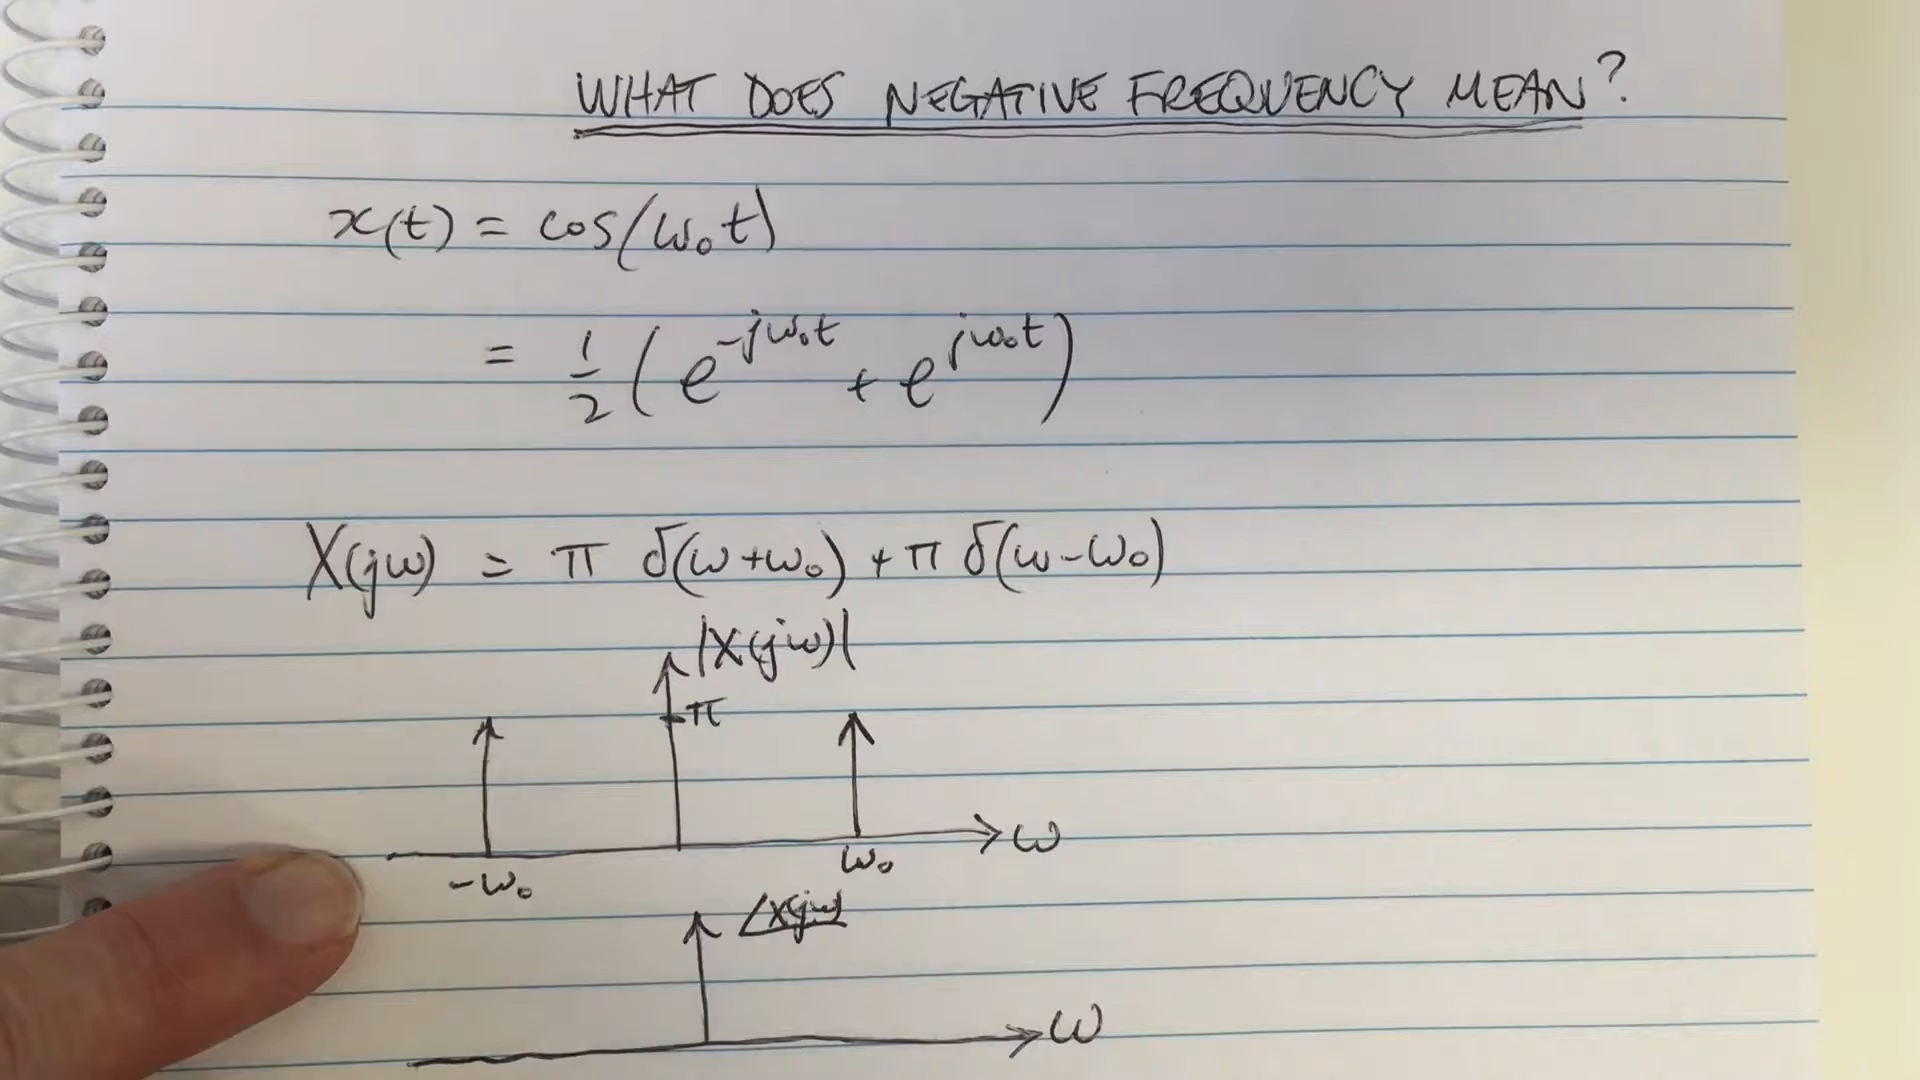 WHAT DOES NEGATIVE FREQUENCY MEAN?
x(t) = cos(ω₀t)
= 1/2 (e^{-jω₀t} + e^{jω₀t})
X(jω) = π δ(ω+ω₀) + π δ(ω-ω₀)
|X(jω)|
π
ω
-ω₀ ω₀
∠X(jω)
ω